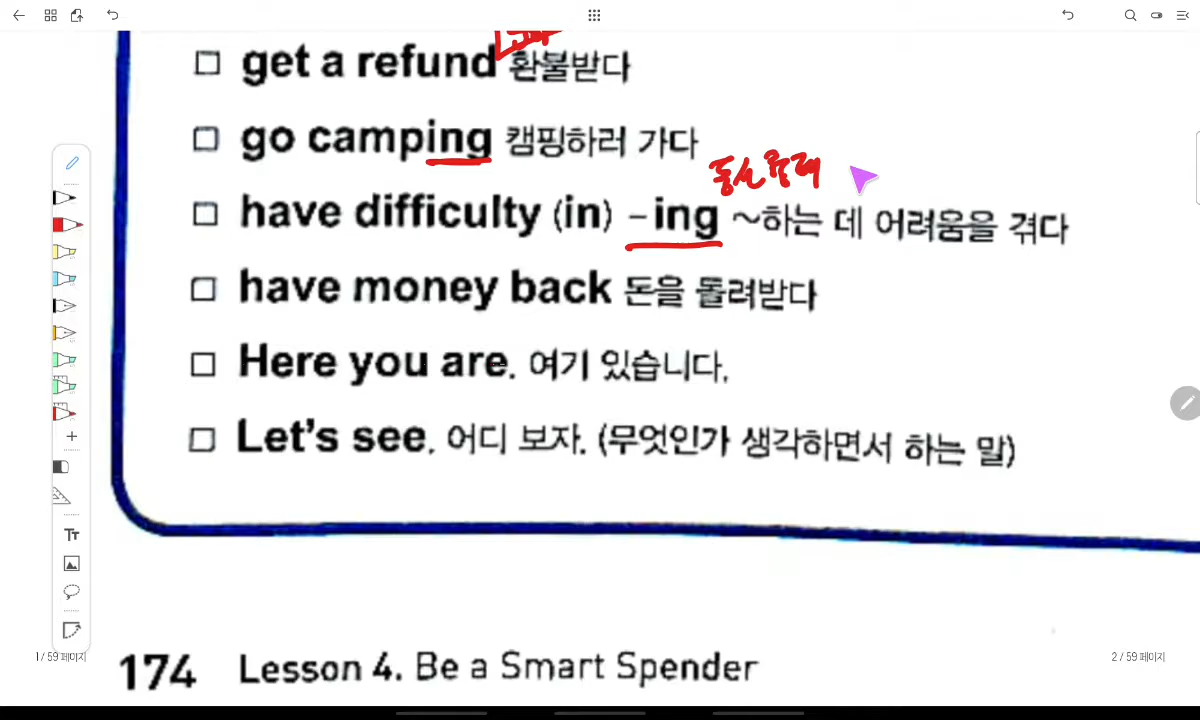 get a refund 환불받다
go camping 캠핑하러 가다
동신 중
have difficulty (in) –ing ～하는 데 어려움을 겪다
have money back 돈을 돌려받다
Here you are. 여기 있습니다.
Let's see. 어디 보자. (무엇인가 생각하면서 하는 말)
Tт
1 / 59 페이지
174 Lesson 4. Be a Smart Spender
2 / 59 페이지